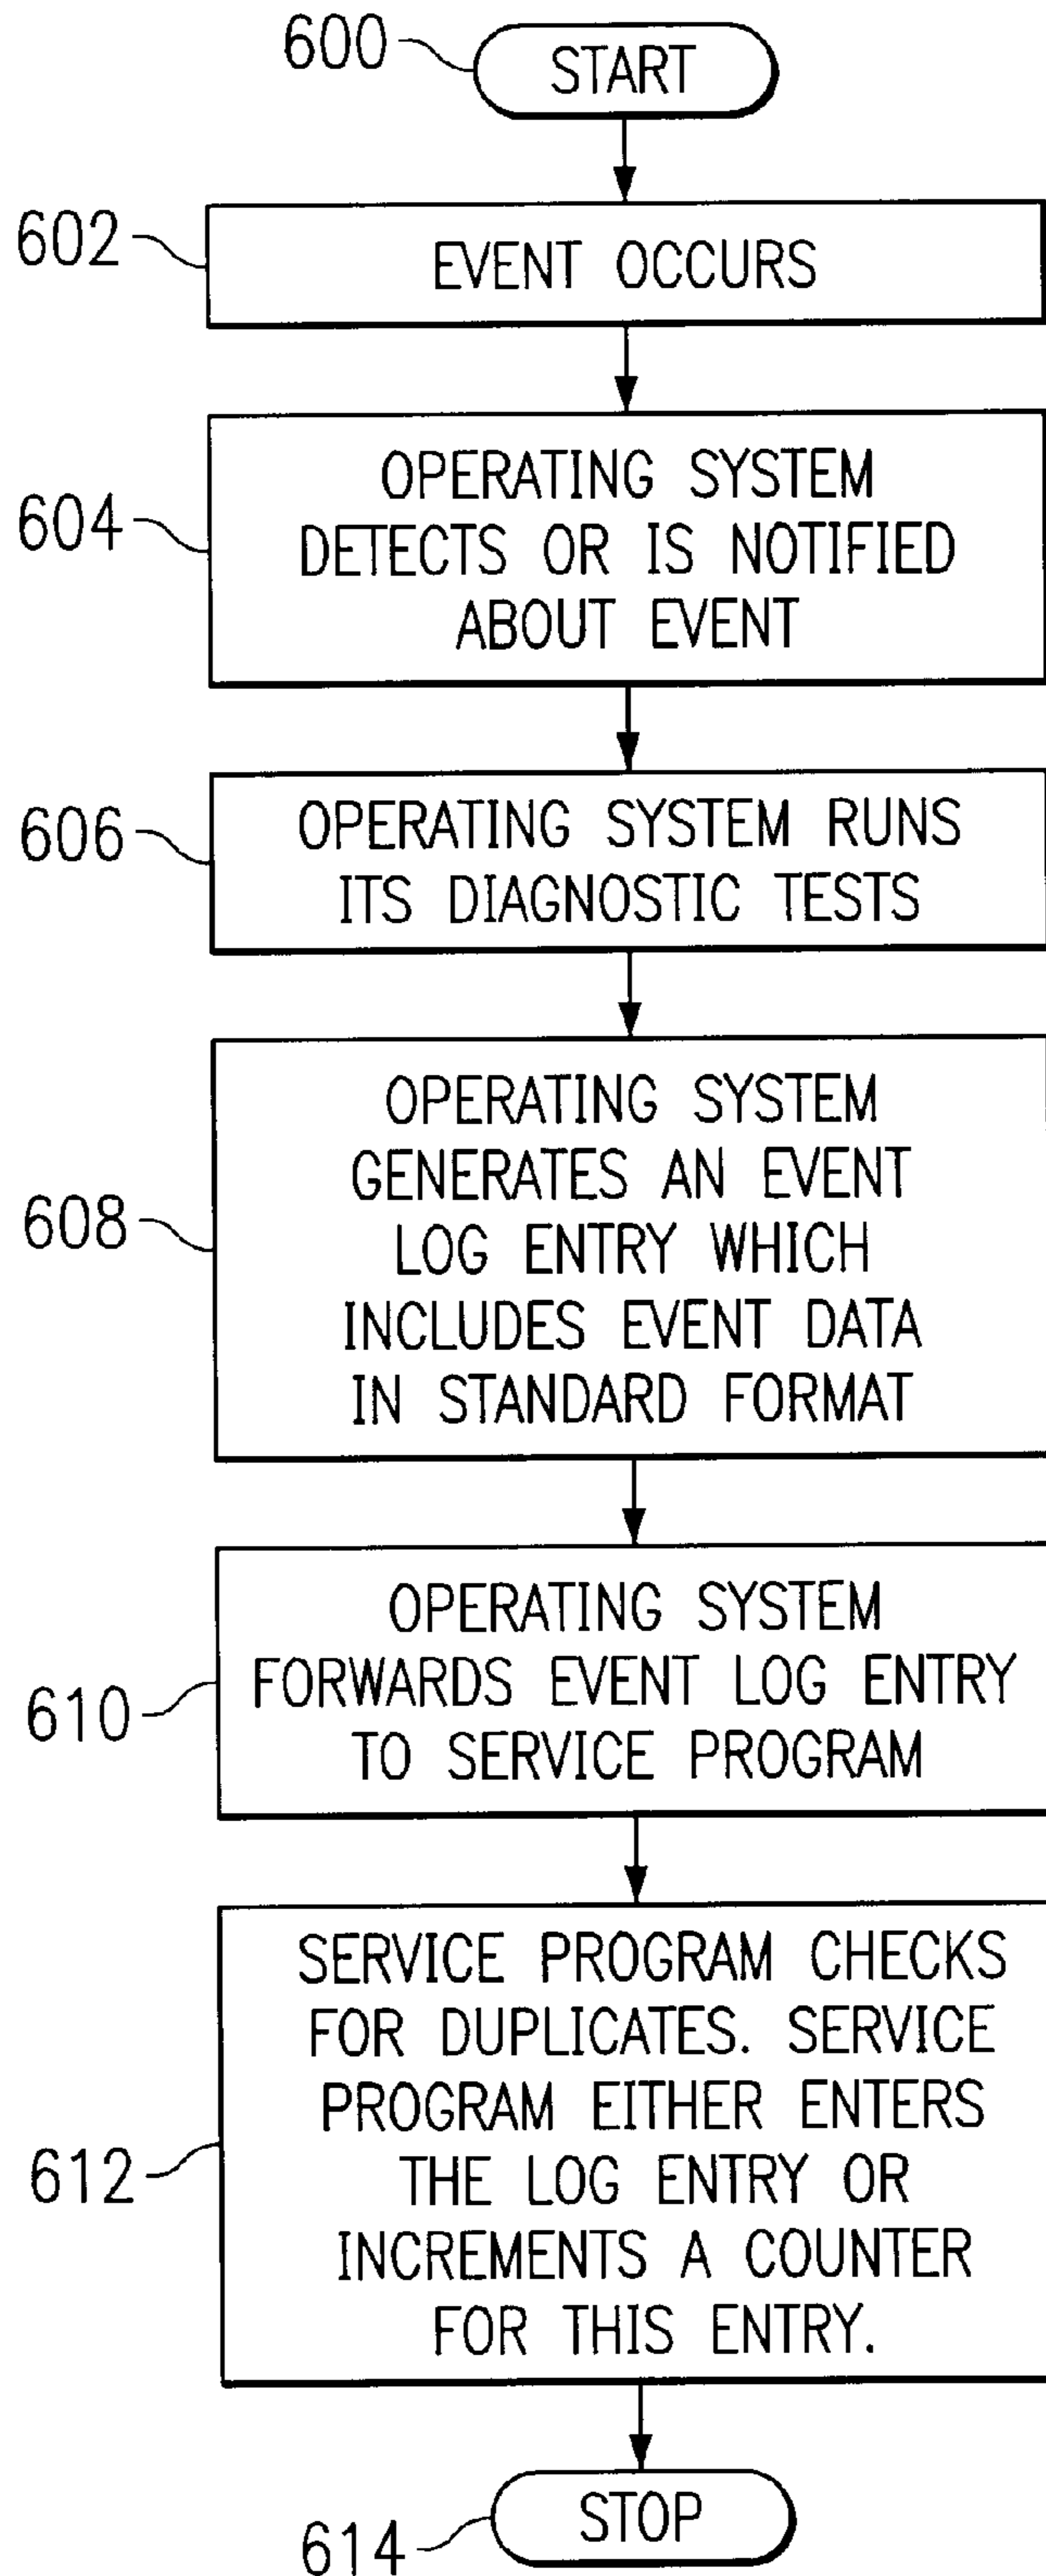 600
START
602
EVENT OCCURS
604
OPERATING SYSTEM
DETECTS OR IS NOTIFIED
ABOUT EVENT
606
OPERATING SYSTEM RUNS
ITS DIAGNOSTIC TESTS
608
OPERATING SYSTEM
GENERATES AN EVENT
LOG ENTRY WHICH
INCLUDES EVENT DATA
IN STANDARD FORMAT
610
OPERATING SYSTEM
FORWARDS EVENT LOG ENTRY
TO SERVICE PROGRAM
612
SERVICE PROGRAM CHECKS
FOR DUPLICATES. SERVICE
PROGRAM EITHER ENTERS
THE LOG ENTRY OR
INCREMENTS A COUNTER
FOR THIS ENTRY.
614
STOP